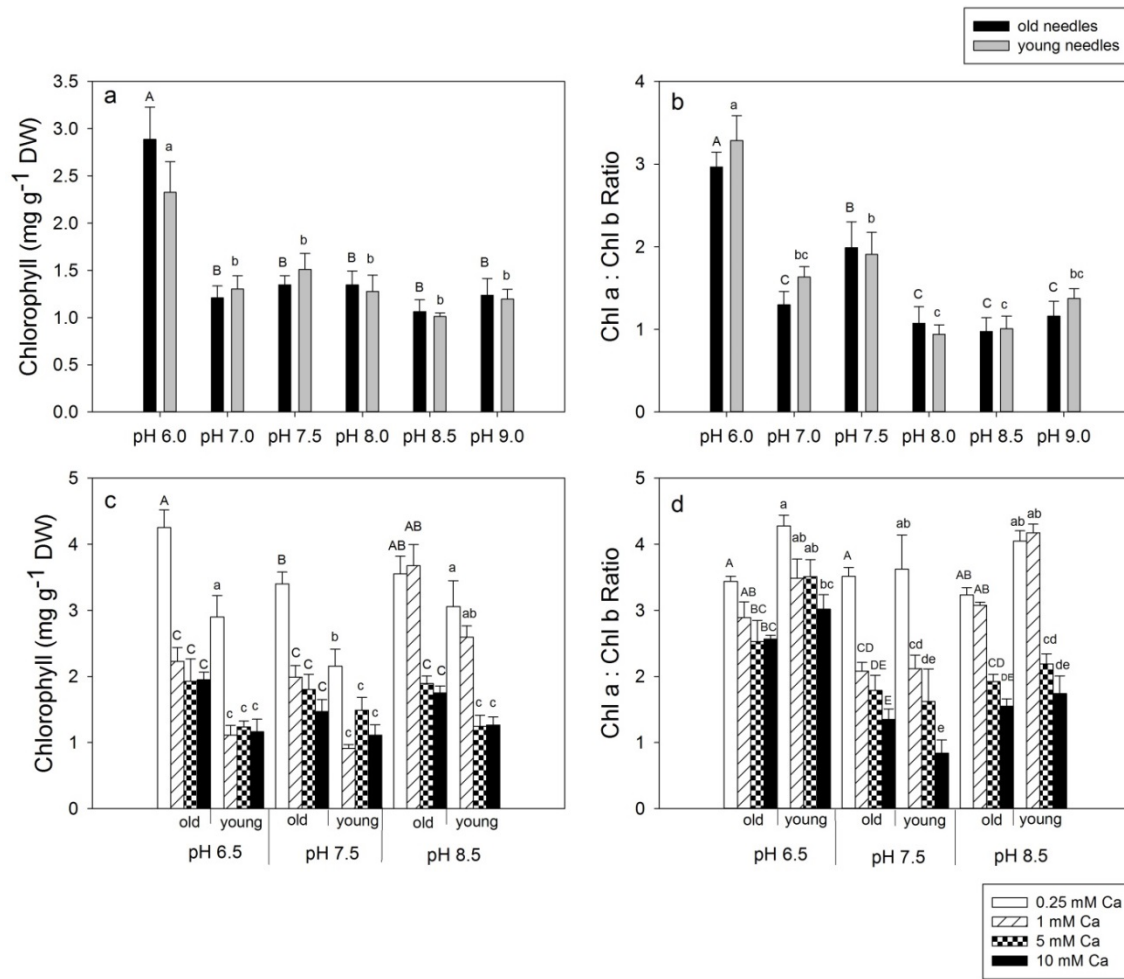 old needles
young needles
a
Chlorophyll (mg g⁻¹ DW)
3.5
3.0
2.5
2.0
1.5
1.0
0.5
0.0
A a B b B b B b B b B b
pH 6.0 pH 7.0 pH 7.5 pH 8.0 pH 8.5 pH 9.0
b
Chl a : Chl b Ratio
4
3
2
1
0
A a C bc B b C c C c C bc
pH 6.0 pH 7.0 pH 7.5 pH 8.0 pH 8.5 pH 9.0
c
Chlorophyll (mg g⁻¹ DW)
5
4
3
2
1
0
A C C C a c c c B C C C b c c c AB AB C C a ab c c
old young old young old young
pH 6.5 pH 7.5 pH 8.5
d
Chl a : Chl b Ratio
5
4
3
2
1
0
A AB BC BC a ab ab bc A CD DE E ab cd de e AB AB CD DE ab ab cd de
old young old young old young
pH 6.5 pH 7.5 pH 8.5
0.25 mM Ca
1 mM Ca
5 mM Ca
10 mM Ca